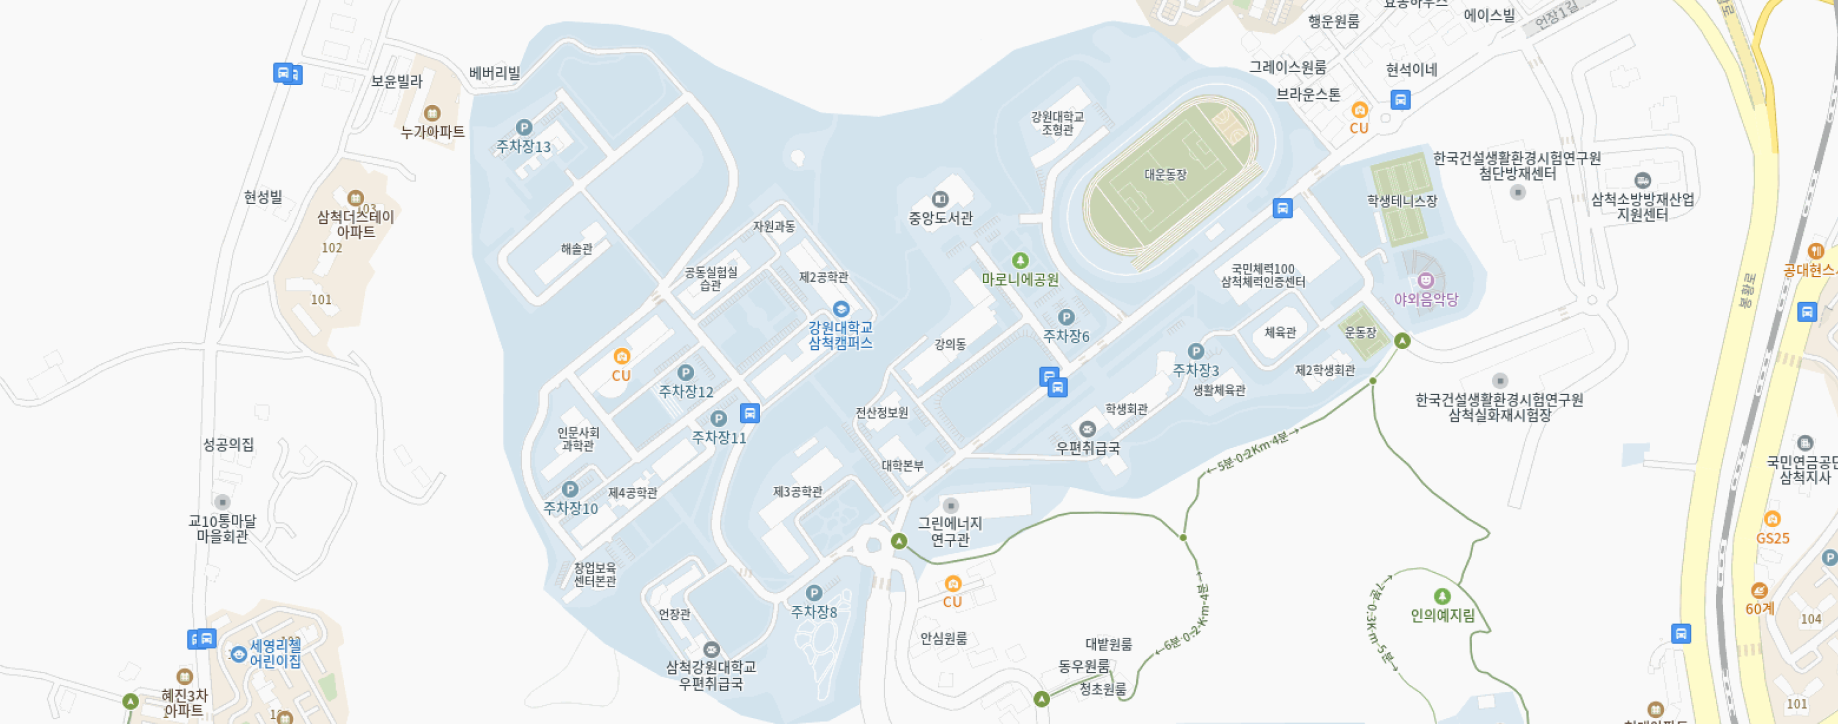 효동하우스
에이스빌
언장1길
행운원룸
그레이스원룸
현석이네
브라운스톤
CU
베버리빌
보윤빌라
누가아파트
주차장13
강원대학교
조형관
대운동장
한국건설생활환경시험연구원
첨단방재센터
삼척소방방재산업
지원센터
학생테니스장
현성빌
103
삼척더스테이
아파트
102
101
중앙도서관
자원과동
해솔관
공동실험실
습관
제2공학관
마로니에공원
국민체력100
삼척체력인증센터
야외음악당
공대현스
봉황로
강원대학교
삼척캠퍼스
주차장6
강의동
체육관
운동장
CU
주차장12
주차장3
제2학생회관
생활체육관
한국건설생활환경시험연구원
삼척실화재시험장
전산정보원
학생회관
주차장11
인문사회
과학관
우편취급국
성공의집
←5분·0.2Km·4분→
대학본부
국민연금공단
삼척지사
제4공학관
제3공학관
주차장10
교10통마달
마을회관
그린에너지
연구관
GS25
창업보육
센터본관
CU
주차장8
언장관
←6분·0.2Km·4분→
←7분·0.3Km·5분→
인의예지림
60계
104
안심원룸
대밭원룸
동우원룸
청초원룸
세영리첼
어린이집
삼척강원대학교
우편취급국
혜진3차
아파트
101